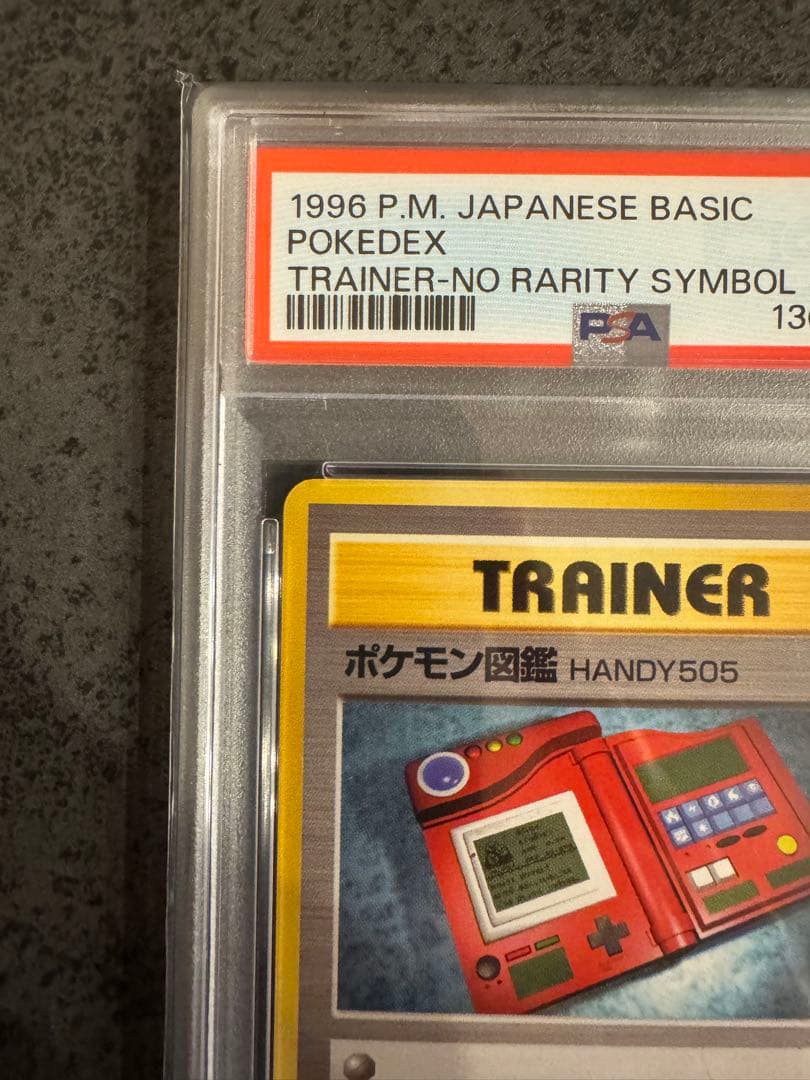 1996 P.M. JAPANESE BASIC
POKEDEX
TRAINER-NO RARITY SYMBOL
PSA
TRAINER
ポケモン図鑑 HANDY505